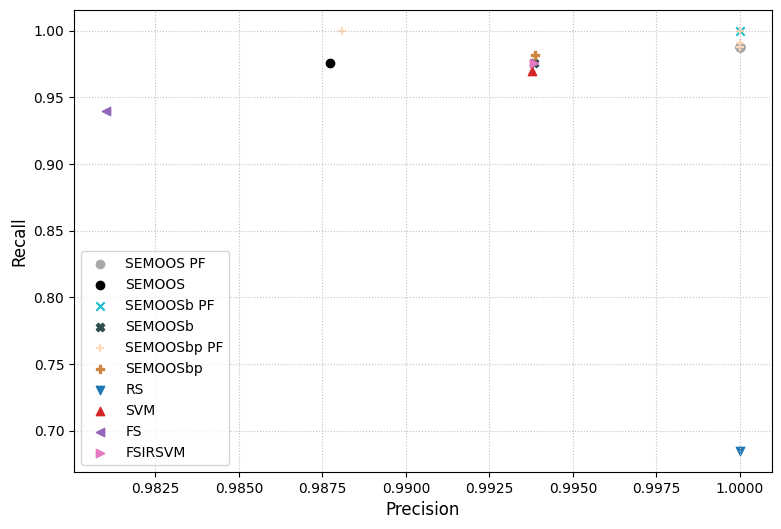 1.00
0.95
0.90
0.85
0.80
0.75
0.70
Recall
SEMOOS PF
SEMOOS
SEMOOSb PF
SEMOOSb
SEMOOSbp PF
SEMOOSbp
RS
SVM
FS
FSIRSVM
0.9825 0.9850 0.9875 0.9900 0.9925 0.9950 0.9975 1.0000
Precision